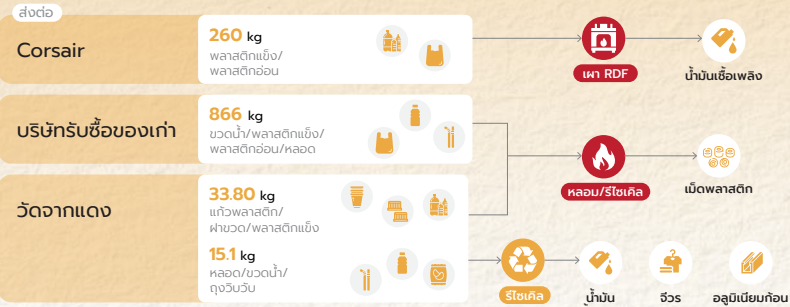 ส่งต่อ
Corsair
260 kg
พลาสติกแข็ง/
พลาสติกอ่อน
เผา RDF
น้ำมันเชื้อเพลิง
บริษัทรับซื้อของเก่า
866 kg
ขวดน้ำ/พลาสติกแข็ง/
พลาสติกอ่อน/หลอด
หลอม/รีไซเคิล
เม็ดพลาสติก
วัดจากแดง
33.80 kg
แก้วพลาสติก/
ฝาขวด/พลาสติกแข็ง
15.1 kg
หลอด/ขวดน้ำ/
ถุงวิบวับ
รีไซเคิล
น้ำมัน
จีวร
อลูมิเนียมก้อน